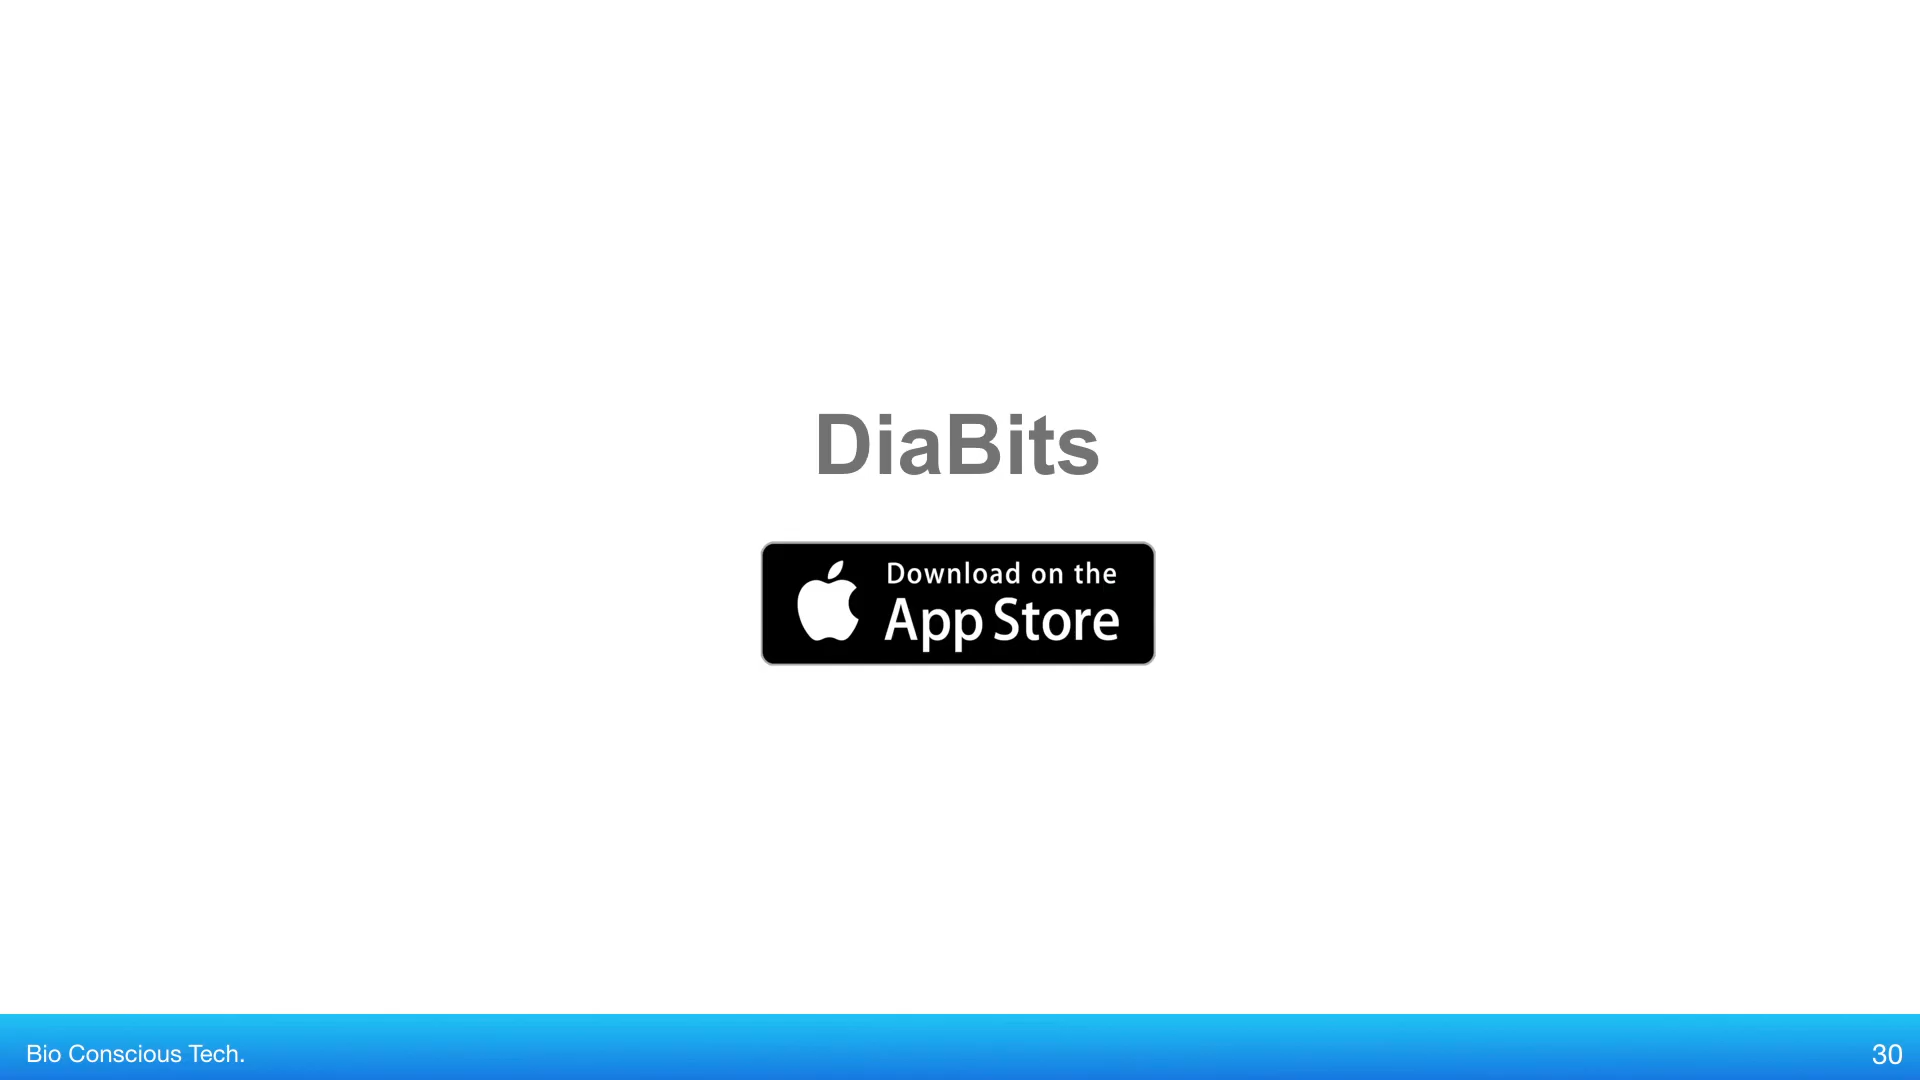 DiaBits
Download on the
App Store
Bio Conscious Tech.
30